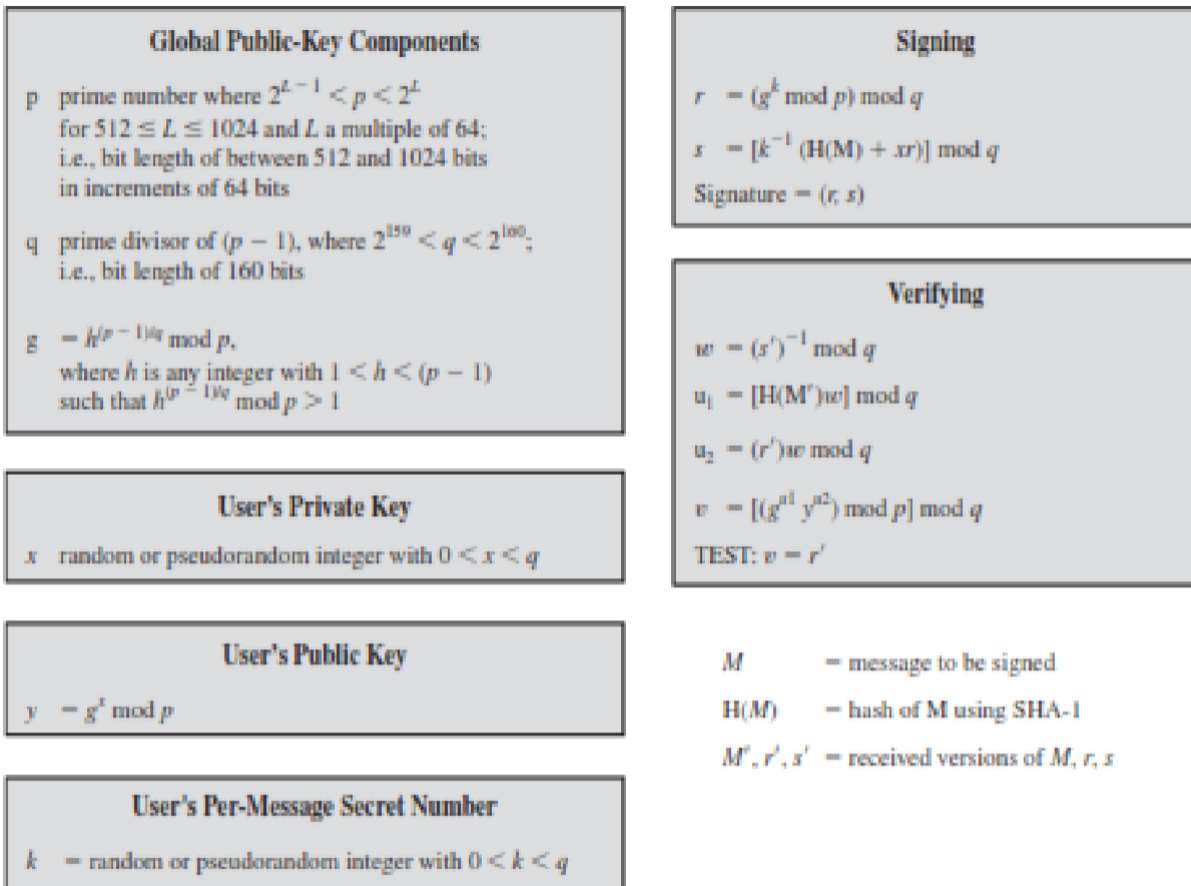 Global Public-Key Components
p prime number where 2^{L – 1} < p < 2^L
for 512 ≤ L ≤ 1024 and L a multiple of 64;
i.e., bit length of between 512 and 1024 bits
in increments of 64 bits
q prime divisor of (p – 1), where 2^{159} < q < 2^{160};
i.e., bit length of 160 bits
g = h^{(p – 1)/q} mod p,
where h is any integer with 1 < h < (p – 1)
such that h^{(p – 1)/q} mod p > 1
User's Private Key
x random or pseudorandom integer with 0 < x < q
User's Public Key
y = g^x mod p
User's Per-Message Secret Number
k = random or pseudorandom integer with 0 < k < q
Signing
r = (g^k mod p) mod q
s = [k^{–1} (H(M) + xr)] mod q
Signature = (r, s)
Verifying
w = (s')^{–1} mod q
u_1 = [H(M')w] mod q
u_2 = (r')w mod q
v = [(g^{u1} y^{u2}) mod p] mod q
TEST: v = r'
M = message to be signed
H(M) = hash of M using SHA-1
M', r', s' = received versions of M, r, s